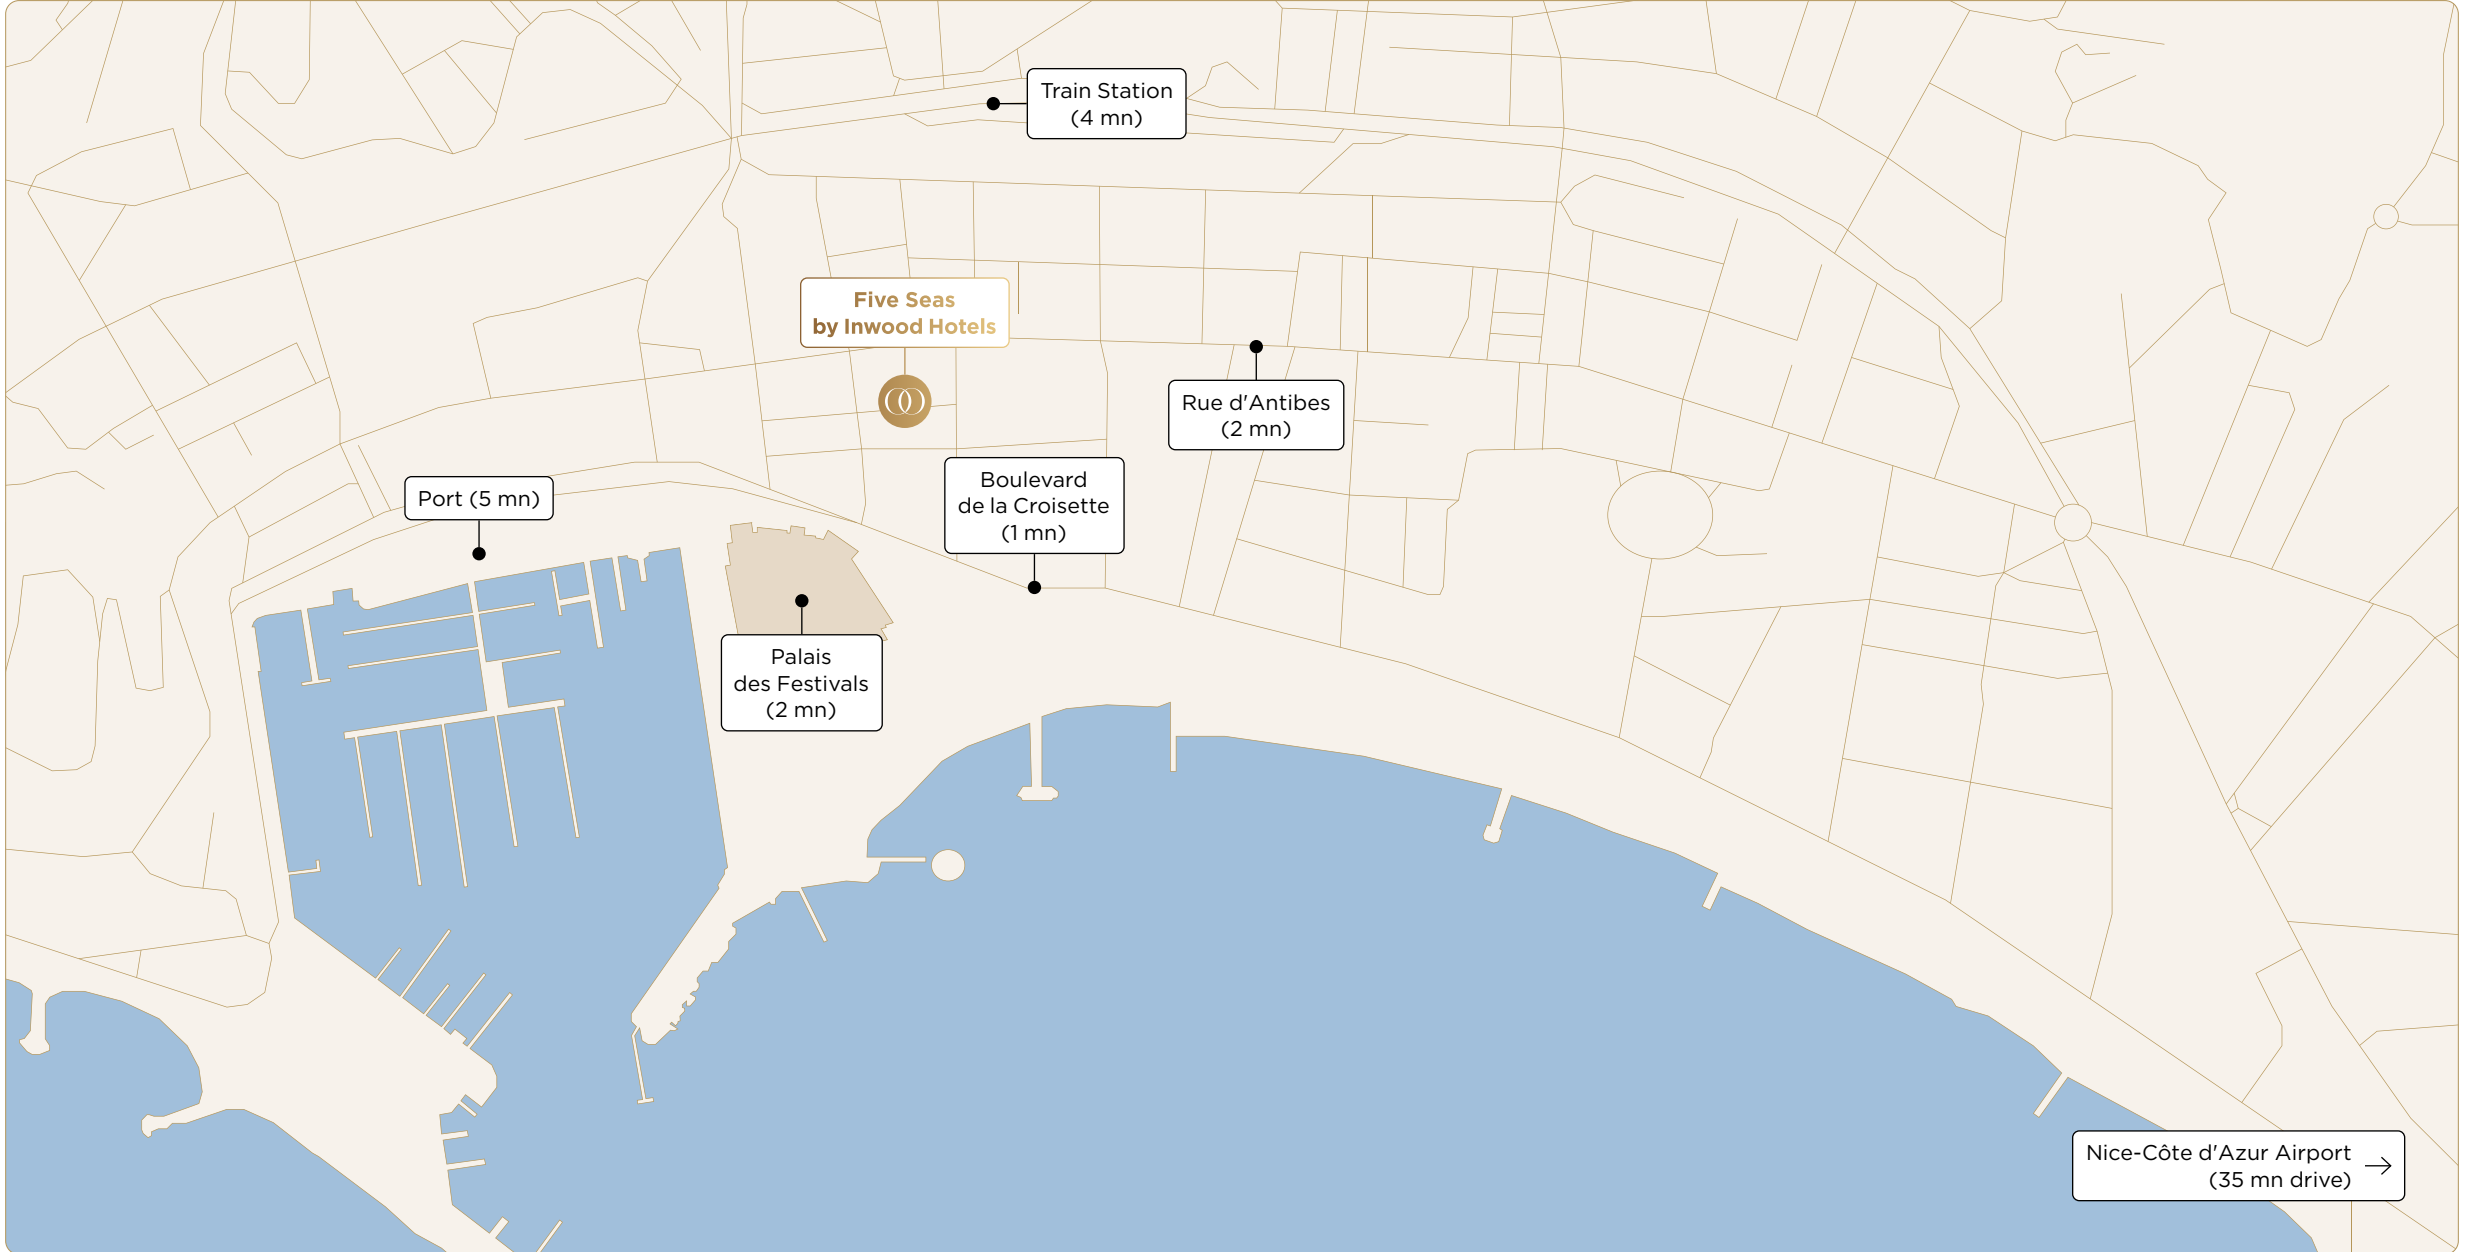 Train Station
(4 mn)
Five Seas
by Inwood Hotels
Rue d'Antibes
(2 mn)
Boulevard
de la Croisette
(1 mn)
Port (5 mn)
Palais
des Festivals
(2 mn)
Nice-Côte d'Azur Airport
(35 mn drive)